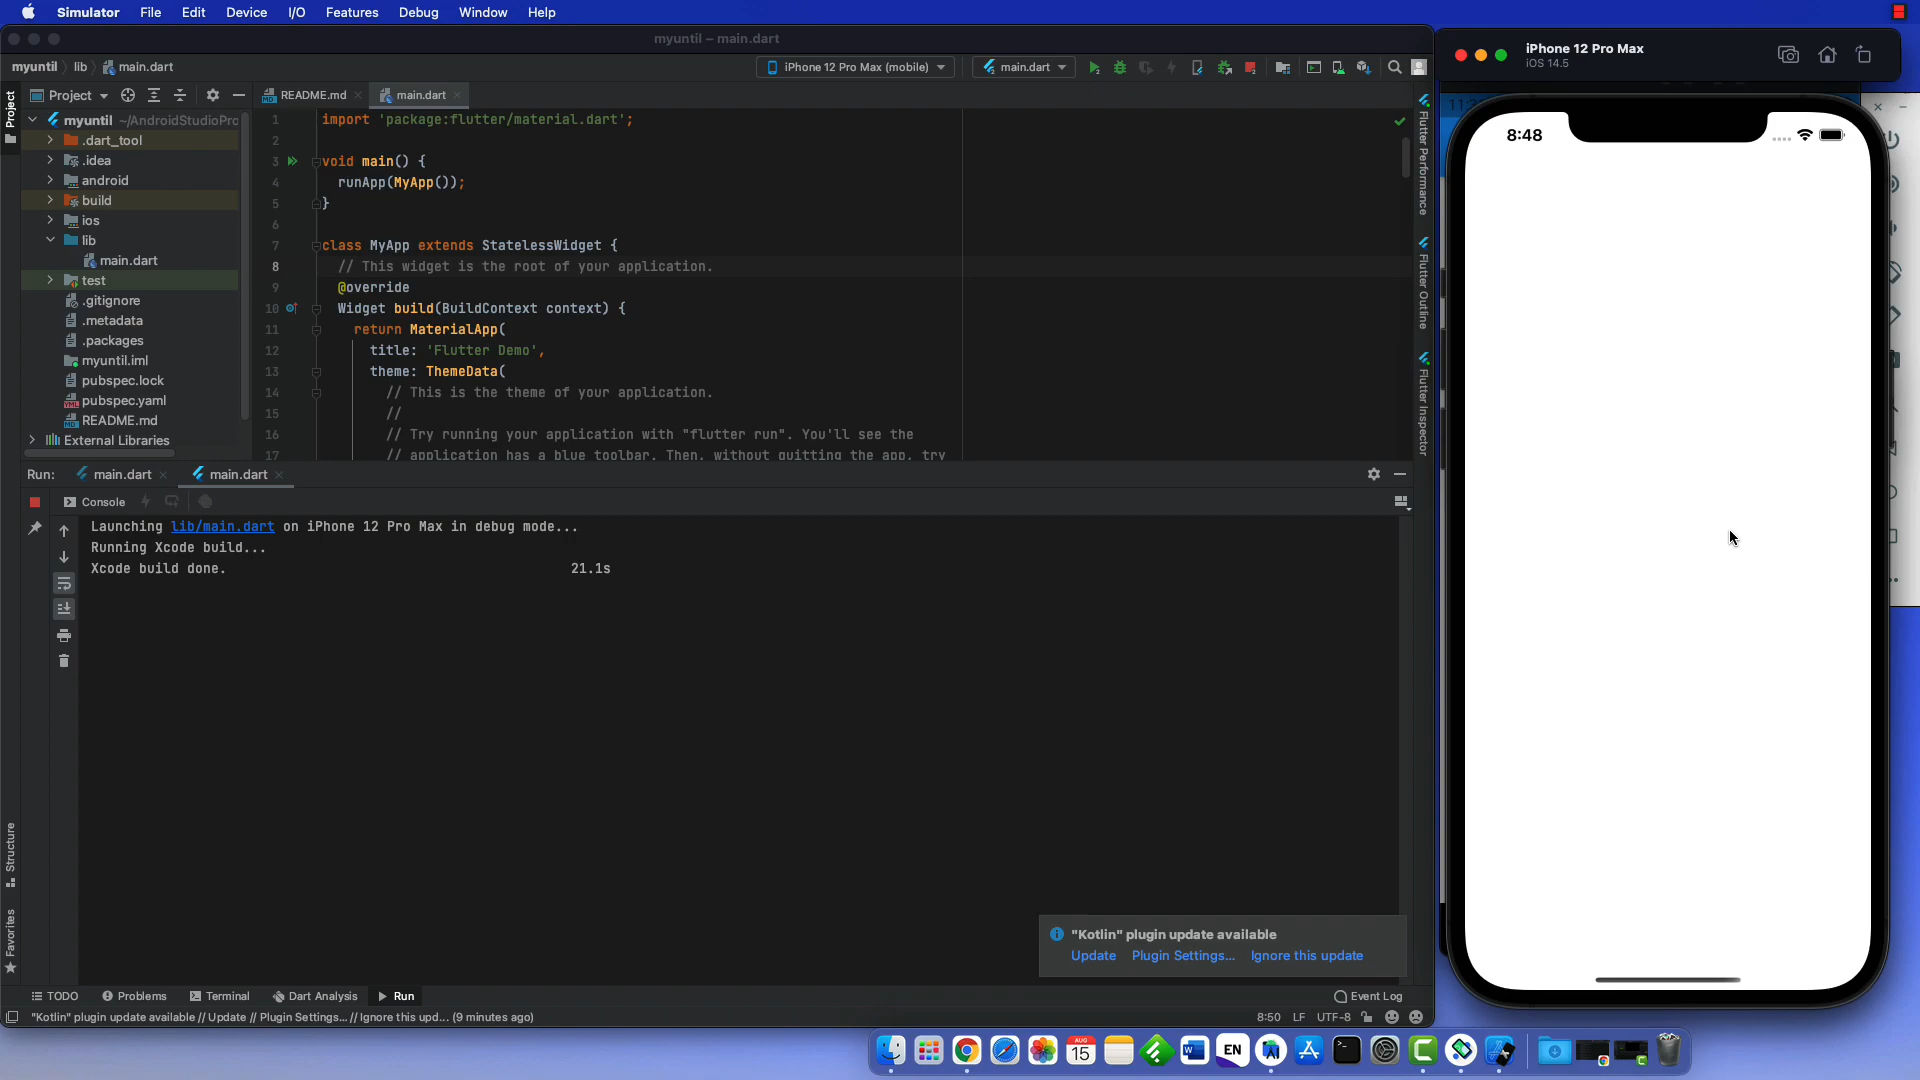 Simulator File Edit Device I/O Features Debug Window Help
myuntil – main.dart
myuntil lib main.dart
iPhone 12 Pro Max (mobile) main.dart
iPhone 12 Pro Max
iOS 14.5
Project
README.md main.dart
myuntil ~/AndroidStudioPro
.dart_tool
.idea
android
build
ios
lib
main.dart
test
.gitignore
.metadata
.packages
myuntil.iml
pubspec.lock
pubspec.yaml
README.md
External Libraries
1 import 'package:flutter/material.dart';
2
3 void main() {
4 runApp(MyApp());
5 }
6
7 class MyApp extends StatelessWidget {
8 // This widget is the root of your application.
9 @override
10 Widget build(BuildContext context) {
11 return MaterialApp(
12 title: 'Flutter Demo',
13 theme: ThemeData(
14 // This is the theme of your application.
15 //
16 // Try running your application with "flutter run". You'll see the
17 // application has a blue toolbar. Then, without quitting the app, try
Project
Structure
Favorites
Flutter Performance
Flutter Outline
Flutter Inspector
8:48
Run: main.dart main.dart
Console
Launching lib/main.dart on iPhone 12 Pro Max in debug mode...
Running Xcode build...
Xcode build done. 21.1s
"Kotlin" plugin update available
Update Plugin Settings... Ignore this update
TODO Problems Terminal Dart Analysis Run Event Log
"Kotlin" plugin update available // Update // Plugin Settings... // Ignore this upd... (9 minutes ago) 8:50 LF UTF-8
AUG
15
EN